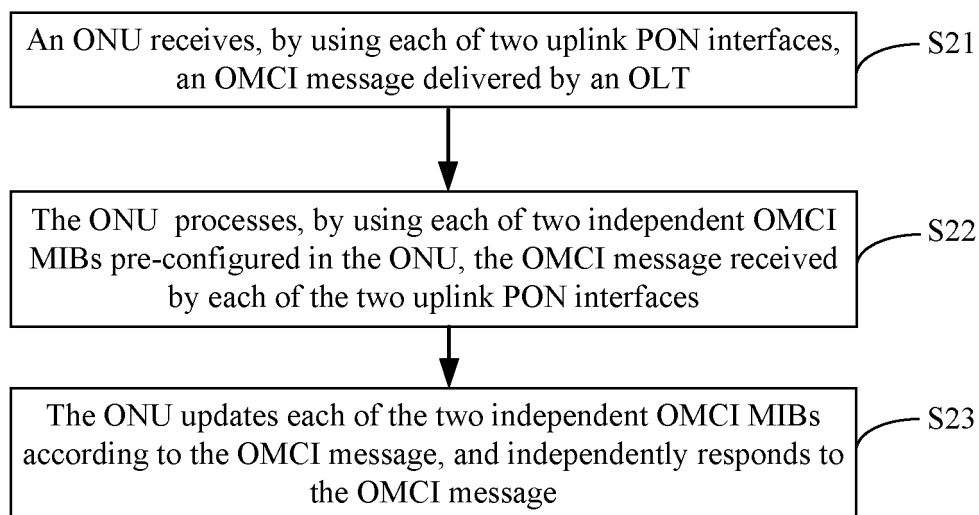 An ONU receives, by using each of two uplink PON interfaces,
an OMCI message delivered by an OLT
S21
The ONU processes, by using each of two independent OMCI
MIBs pre-configured in the ONU, the OMCI message received
by each of the two uplink PON interfaces
S22
The ONU updates each of the two independent OMCI MIBs
according to the OMCI message, and independently responds to
the OMCI message
S23